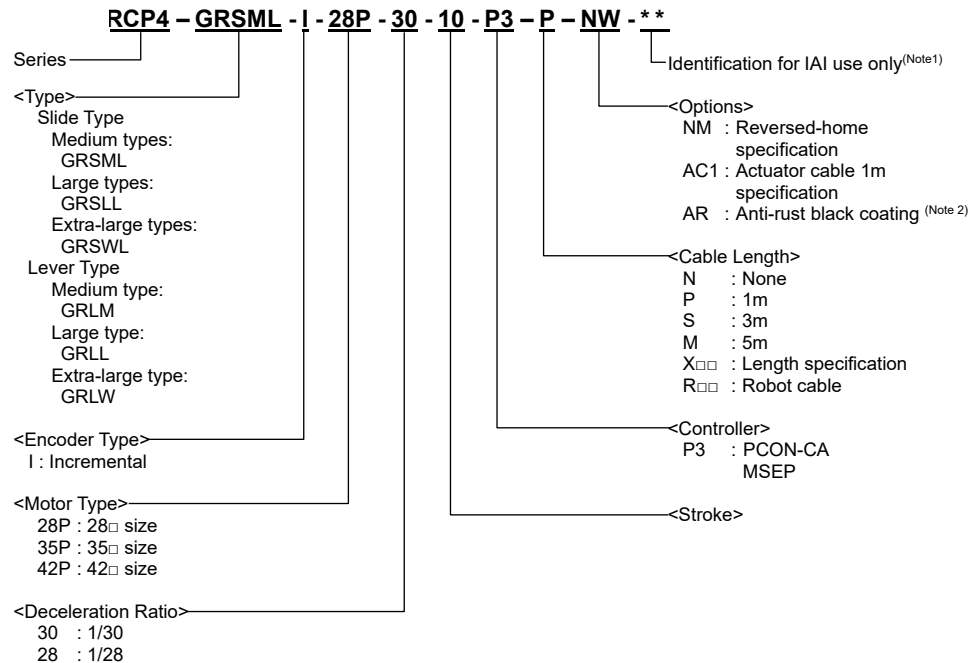 RCP4 – GRSML - I - 28P - 30 - 10 - P3 – P – NW - * *
Series
<Type>
Slide Type
Medium types:
GRSML
Large types:
GRSLL
Extra-large types:
GRSWL
Lever Type
Medium type:
GRLM
Large type:
GRLL
Extra-large type:
GRLW
<Encoder Type>
I : Incremental
<Motor Type>
28P : 28□ size
35P : 35□ size
42P : 42□ size
<Deceleration Ratio>
30 : 1/30
28 : 1/28
Identification for IAI use only(Note1)
<Options>
NM : Reversed-home
specification
AC1 : Actuator cable 1m
specification
AR : Anti-rust black coating (Note 2)
<Cable Length>
N : None
P : 1m
S : 3m
M : 5m
X□□ : Length specification
R□□ : Robot cable
<Controller>
P3 : PCON-CA
MSEP
<Stroke>